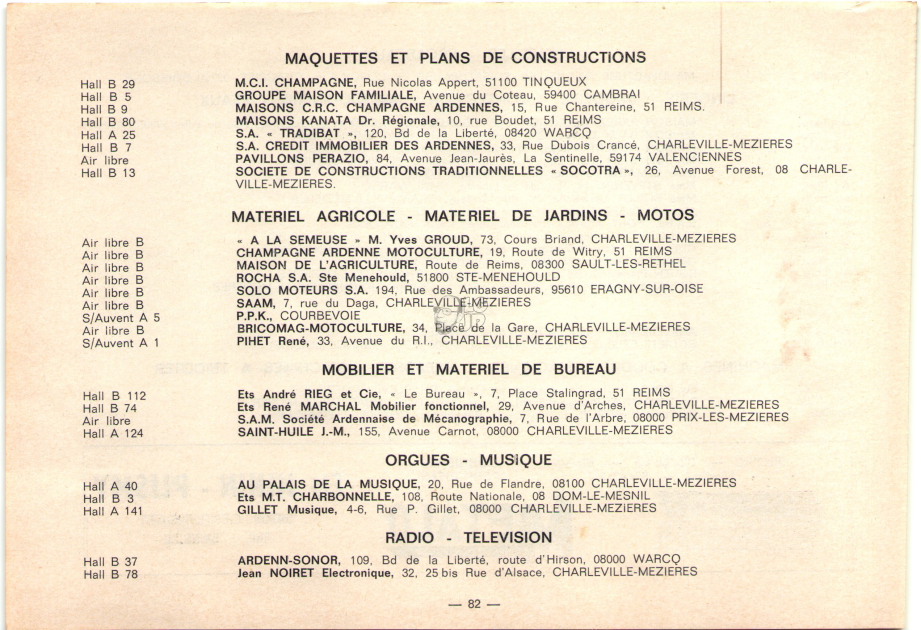 MAQUETTES ET PLANS DE CONSTRUCTIONS
Hall B 29 M.C.I. CHAMPAGNE, Rue Nicolas Appert, 51100 TINQUEUX
Hall B 5 GROUPE MAISON FAMILIALE, Avenue du Coteau, 59400 CAMBRAI
Hall B 9 MAISONS C.R.C. CHAMPAGNE ARDENNES, 15, Rue Chantereine, 51 REIMS.
Hall B 80 MAISONS KANATA Dr. Régionale, 10, rue Boudet, 51 REIMS
Hall A 25 S.A. « TRADIBAT », 120, Bd de la Liberté, 08420 WARCQ
Hall B 7 S.A. CREDIT IMMOBILIER DES ARDENNES, 33, Rue Dubois Crancé, CHARLEVILLE-MEZIERES
Air libre PAVILLONS PERAZIO, 84, Avenue Jean-Jaurès, La Sentinelle, 59174 VALENCIENNES
Hall B 13 SOCIETE DE CONSTRUCTIONS TRADITIONNELLES « SOCOTRA », 26, Avenue Forest, 08 CHARLE-
VILLE-MEZIERES.
MATERIEL AGRICOLE - MATERIEL DE JARDINS - MOTOS
Air libre B « A LA SEMEUSE » M. Yves GROUD, 73, Cours Briand, CHARLEVILLE-MEZIERES
Air libre B CHAMPAGNE ARDENNE MOTOCULTURE, 19, Route de Witry, 51 REIMS
Air libre B MAISON DE L'AGRICULTURE, Route de Reims, 08300 SAULT-LES-RETHEL
Air libre B ROCHA S.A. Ste Menehould, 51800 STE-MENEHOULD
Air libre B SOLO MOTEURS S.A. 194, Rue des Ambassadeurs, 95610 ERAGNY-SUR-OISE
Air libre B SAAM, 7, rue du Daga, CHARLEVILLE-MEZIERES
S/Auvent A 5 P.P.K., COURBEVOIE
Air libre B BRICOMAG-MOTOCULTURE, 34, Place de la Gare, CHARLEVILLE-MEZIERES
S/Auvent A 1 PIHET René, 33, Avenue du R.I., CHARLEVILLE-MEZIERES
MOBILIER ET MATERIEL DE BUREAU
Hall B 112 Ets André RIEG et Cie, « Le Bureau », 7, Place Stalingrad, 51 REIMS
Hall B 74 Ets René MARCHAL Mobilier fonctionnel, 29, Avenue d'Arches, CHARLEVILLE-MEZIERES
Air libre S.A.M. Société Ardennaise de Mécanographie, 7, Rue de l'Arbre, 08000 PRIX-LES-MEZIERES
Hall A 124 SAINT-HUILE J.-M., 155, Avenue Carnot, 08000 CHARLEVILLE-MEZIERES
ORGUES - MUSIQUE
Hall A 40 AU PALAIS DE LA MUSIQUE, 20, Rue de Flandre, 08100 CHARLEVILLE-MEZIERES
Hall B 3 Ets M.T. CHARBONNELLE, 108, Route Nationale, 08 DOM-LE-MESNIL
Hall A 141 GILLET Musique, 4-6, Rue P. Gillet, 08000 CHARLEVILLE-MEZIERES
RADIO - TELEVISION
Hall B 37 ARDENN-SONOR, 109, Bd de la Liberté, route d'Hirson, 08000 WARCQ
Hall B 78 Jean NOIRET Electronique, 32, 25 bis Rue d'Alsace, CHARLEVILLE-MEZIERES
— 82 —